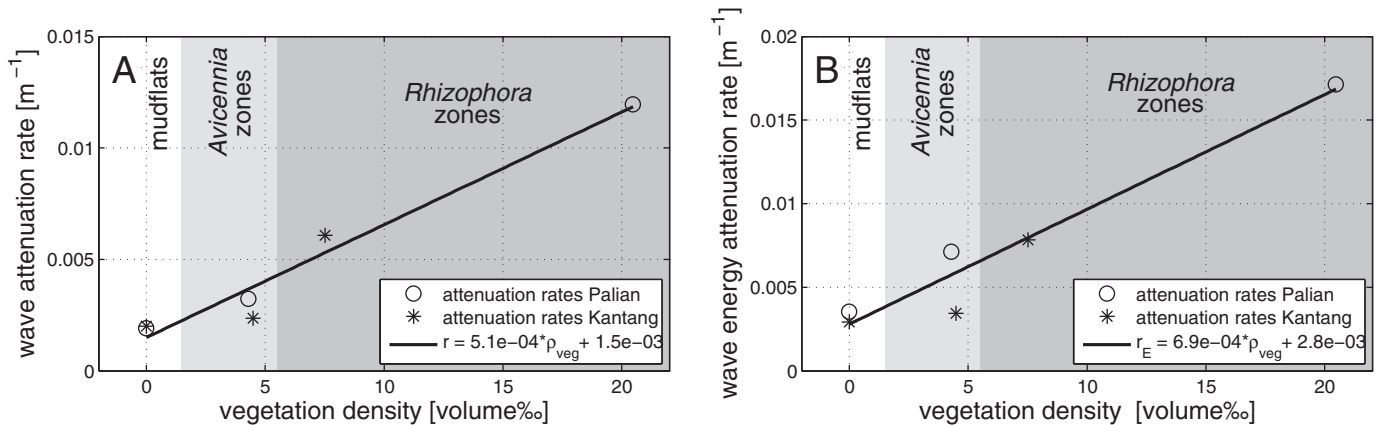 A
mudflats
Avicennia
zones
Rhizophora
zones
wave attenuation rate [m⁻¹]
0.015
0.01
0.005
0
attenuation rates Palian
attenuation rates Kantang
r = 5.1e−04*ρveg+ 1.5e−03
0 5 10 15 20
vegetation density [volume‰]
B
mudflats
Avicennia
zones
Rhizophora
zones
wave energy attenuation rate [m⁻¹]
0.02
0.015
0.01
0.005
0
attenuation rates Palian
attenuation rates Kantang
rE = 6.9e−04*ρveg+ 2.8e−03
0 5 10 15 20
vegetation density [volume‰]